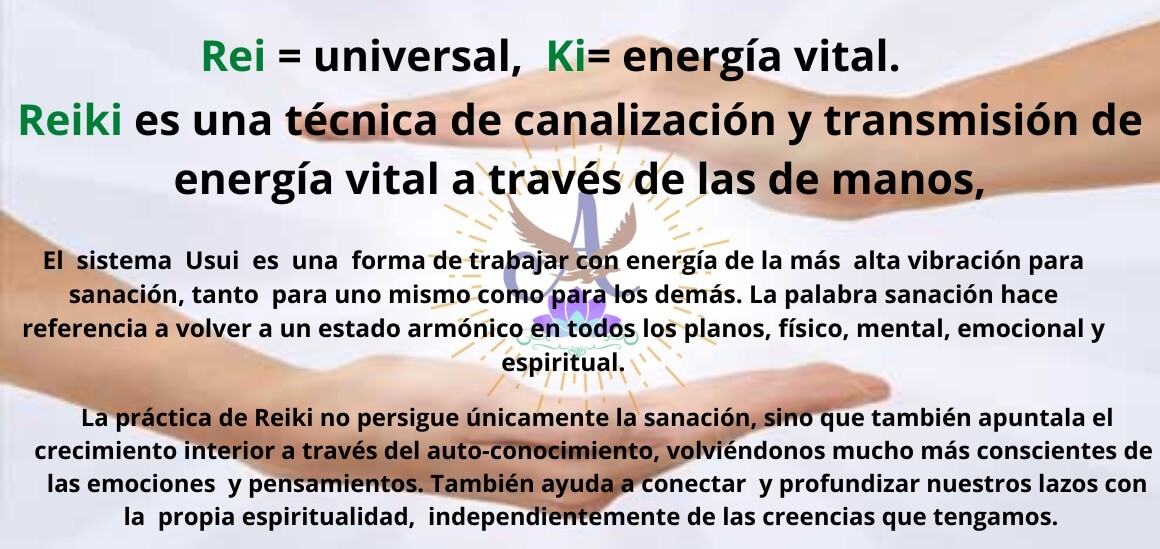 Rei = universal, Ki= energía vital.
Reiki es una técnica de canalización y transmisión de
energía vital a través de las de manos,
El sistema Usui es una forma de trabajar con energía de la más alta vibración para
sanación, tanto para uno mismo como para los demás. La palabra sanación hace
referencia a volver a un estado armónico en todos los planos, físico, mental, emocional y
espiritual.
La práctica de Reiki no persigue únicamente la sanación, sino que también apuntala el
crecimiento interior a través del auto-conocimiento, volviéndonos mucho más conscientes de
las emociones y pensamientos. También ayuda a conectar y profundizar nuestros lazos con
la propia espiritualidad, independientemente de las creencias que tengamos.